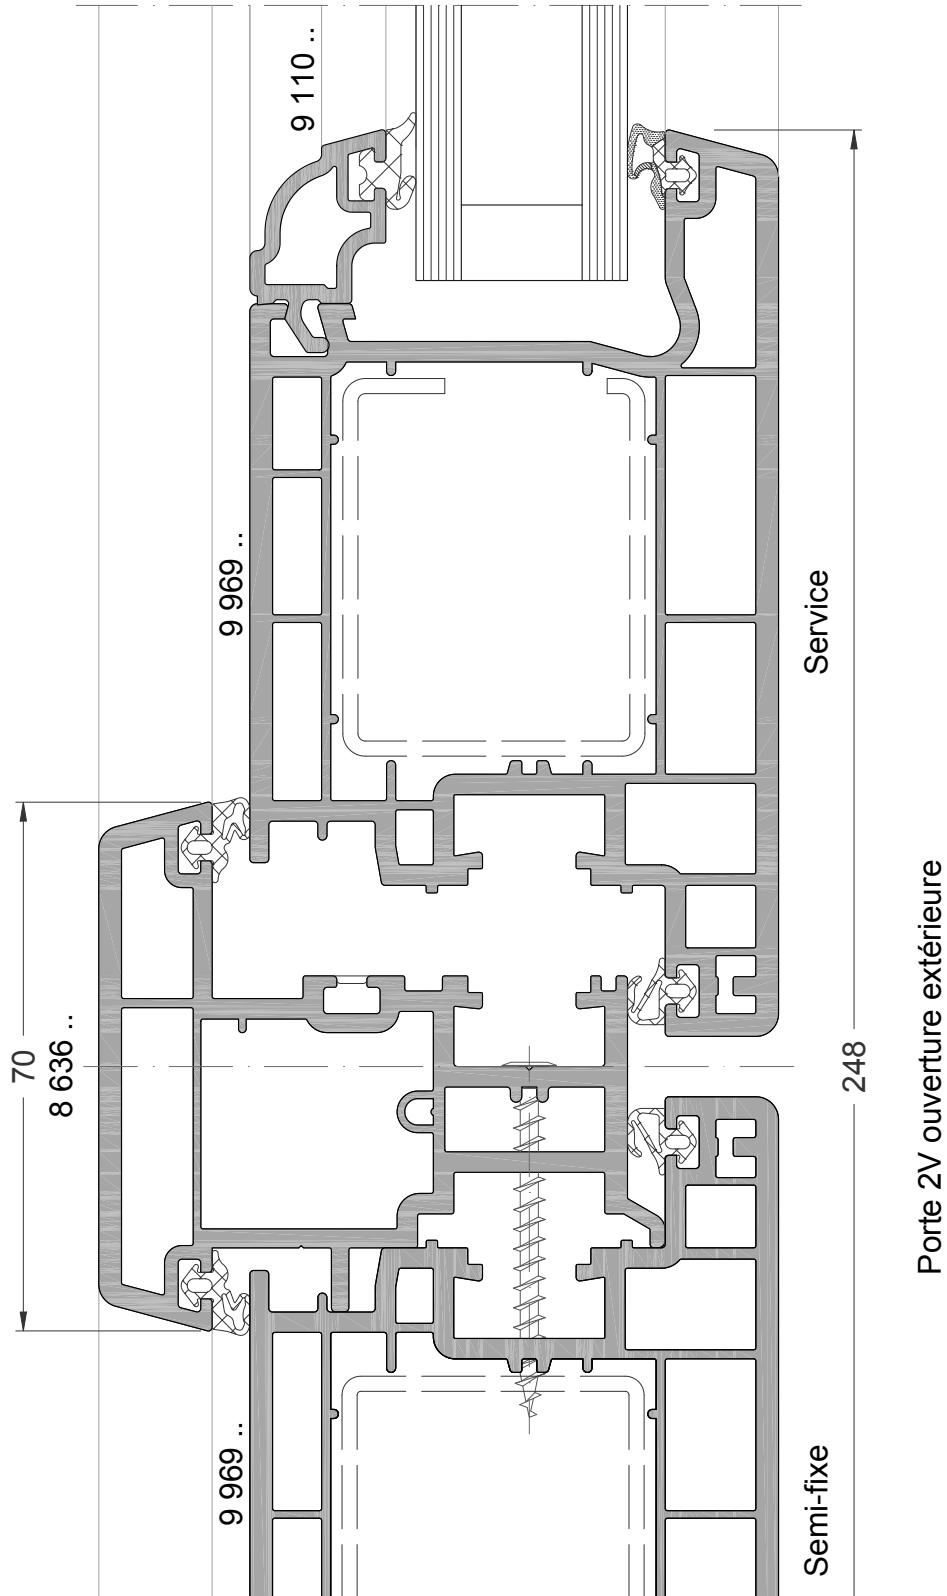 9 110 ..
9 969 ..
Service
70
8 636 ..
248
Porte 2V ouverture extérieure
9 969 ..
Semi-fixe